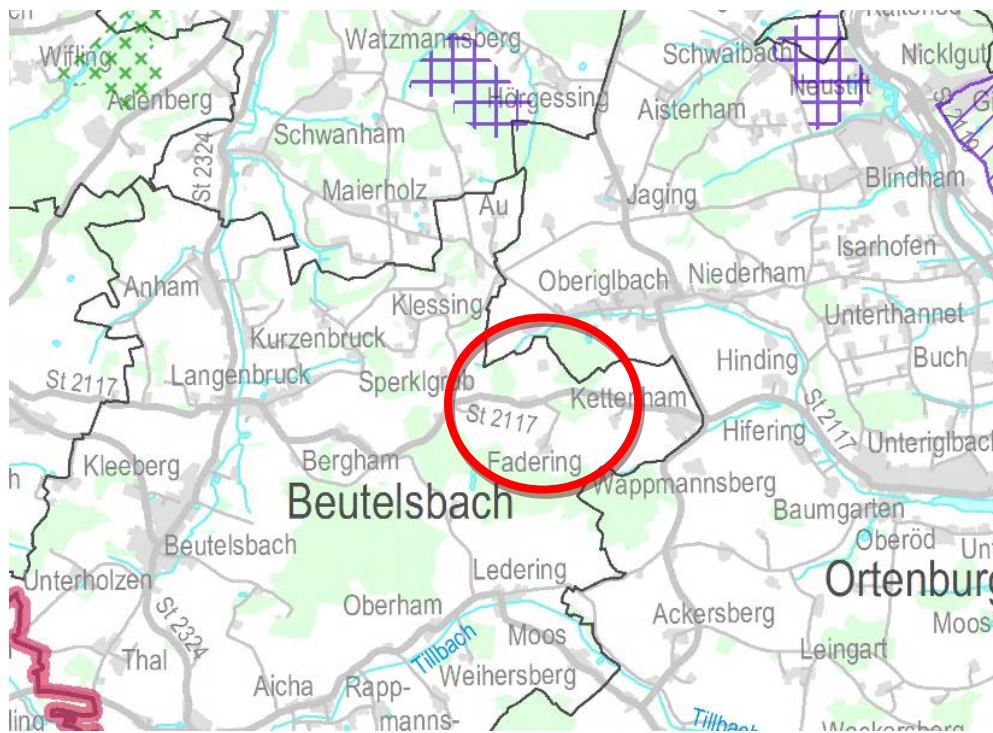 Watzmannsberg
Schwaibach
Nicklgut
Wifling
Neustift
Adenberg
Hörgessing
Aisterham
St 2324
Schwanham
Maierholz
Au
Jaging
Blindham
Isarhofen
Anham
Klessing
Oberiglbach
Niederham
Unterthannet
Kurzenbruck
Hinding
Buch
St 2117
Langenbruck
Sperklgrub
Kettenham
St 2117
St 2117
Hifering
Unteriglbach
Kleeberg
Bergham
Fadering
Wappmannsberg
Beutelsbach
Baumgarten
Beutelsbach
Oberöd
Unterholzen
Ledering
Ortenburg
Oberham
Ackersberg
Moos
St 2324
Tillbach
Moos
Leingart
Thal
Weihersberg
Aicha
Rapp-
manns-
Tillbach